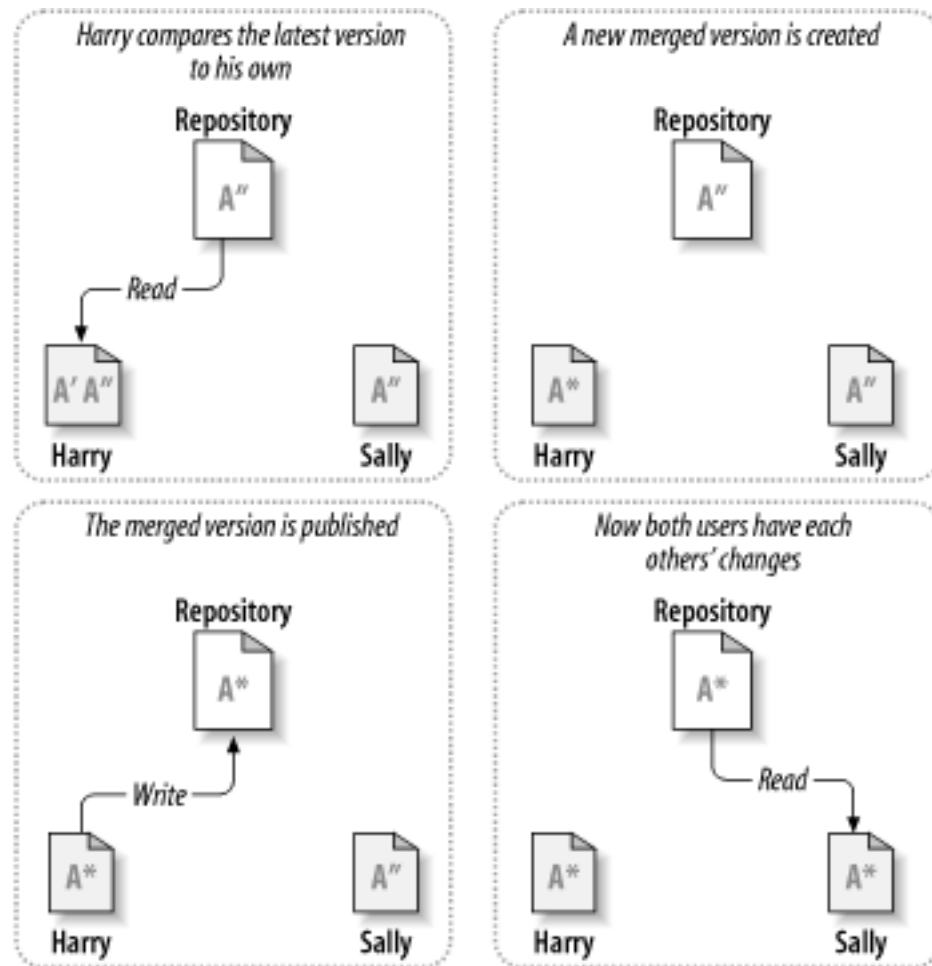 Harry compares the latest version
to his own
Repository
A″
Read
A′ A″
A″
Harry
Sally
A new merged version is created
Repository
A″
A*
A″
Harry
Sally
The merged version is published
Repository
A*
Write
A*
A″
Harry
Sally
Now both users have each
others’ changes
Repository
A*
Read
A*
A*
Harry
Sally